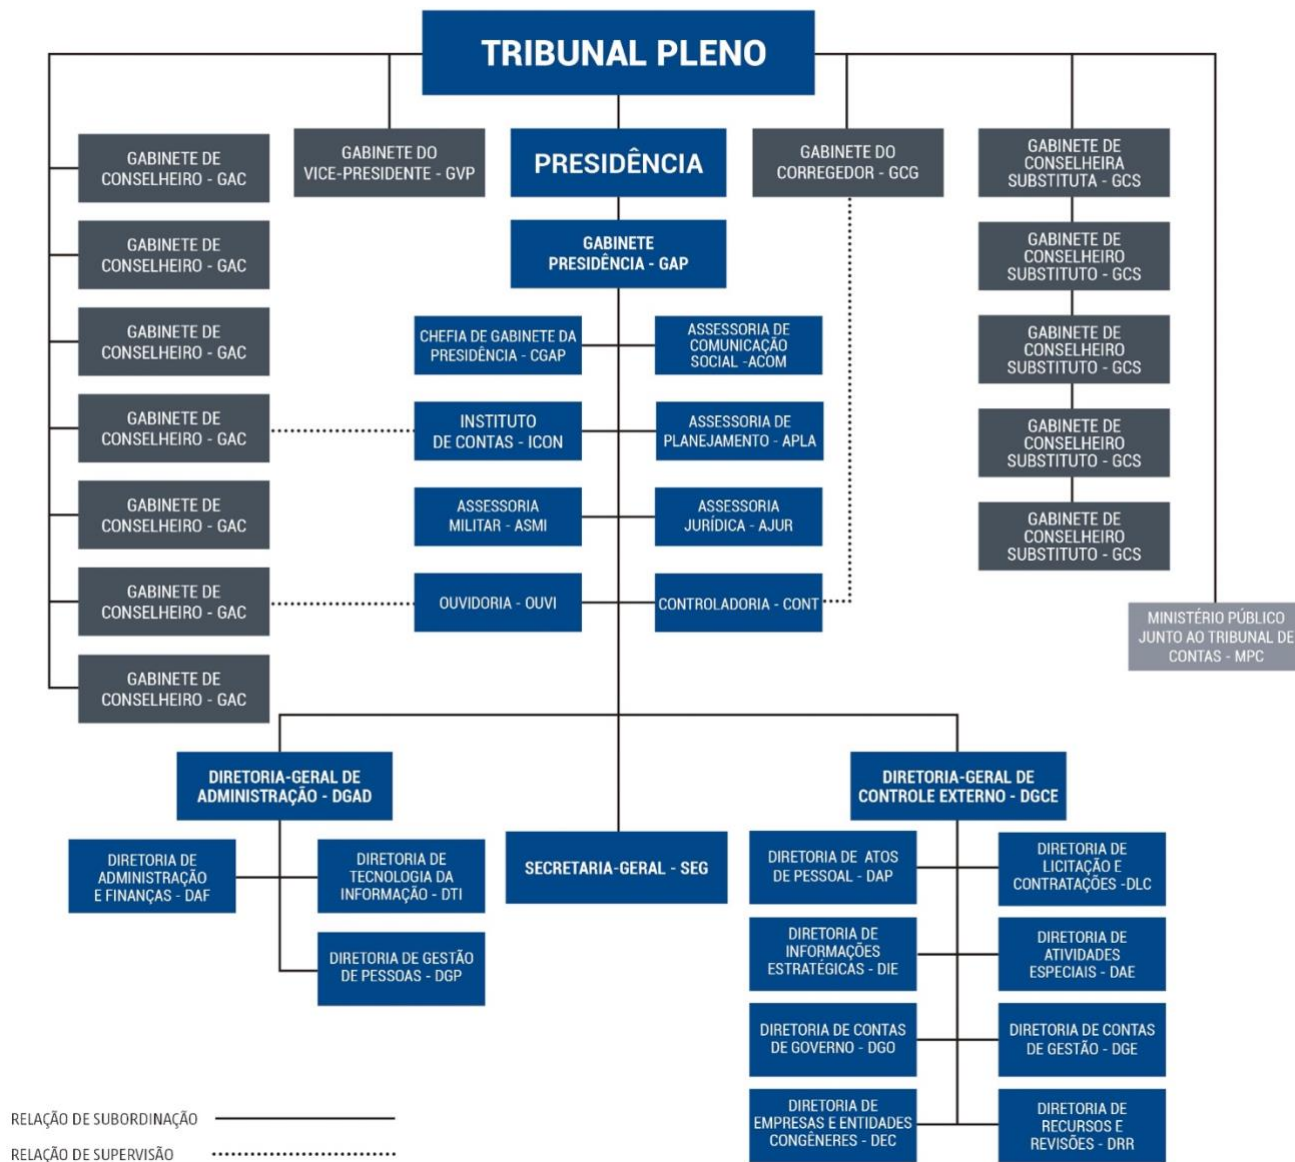 TRIBUNAL PLENO
GABINETE DE
CONSELHEIRO - GAC
GABINETE DO
VICE-PRESIDENTE - GVP
PRESIDÊNCIA
GABINETE DO
CORREGEDOR - GCG
GABINETE DE
CONSELHEIRA
SUBSTITUTA - GCS
GABINETE DE
CONSELHEIRO - GAC
GABINETE
PRESIDÊNCIA - GAP
GABINETE DE
CONSELHEIRO
SUBSTITUTO - GCS
GABINETE DE
CONSELHEIRO - GAC
CHEFIA DE GABINETE DA
PRESIDÊNCIA - CGAP
ASSESSORIA DE
COMUNICAÇÃO
SOCIAL -ACOM
GABINETE DE
CONSELHEIRO
SUBSTITUTO - GCS
GABINETE DE
CONSELHEIRO - GAC
INSTITUTO
DE CONTAS - ICON
ASSESSORIA DE
PLANEJAMENTO - APLA
GABINETE DE
CONSELHEIRO
SUBSTITUTO - GCS
GABINETE DE
CONSELHEIRO - GAC
ASSESSORIA
MILITAR - ASMI
ASSESSORIA
JURÍDICA - AJUR
GABINETE DE
CONSELHEIRO
SUBSTITUTO - GCS
GABINETE DE
CONSELHEIRO - GAC
OUVIDORIA - OUVI
CONTROLADORIA - CONT
MINISTÉRIO PÚBLICO
JUNTO AO TRIBUNAL DE
CONTAS - MPC
GABINETE DE
CONSELHEIRO - GAC
DIRETORIA-GERAL DE
ADMINISTRAÇÃO - DGAD
DIRETORIA-GERAL DE
CONTROLE EXTERNO - DGCE
DIRETORIA DE
ADMINISTRAÇÃO
E FINANÇAS - DAF
DIRETORIA DE
TECNOLOGIA DA
INFORMAÇÃO - DTI
SECRETARIA-GERAL - SEG
DIRETORIA DE ATOS
DE PESSOAL - DAP
DIRETORIA DE
LICITAÇÃO E
CONTRATAÇÕES -DLC
DIRETORIA DE GESTÃO
DE PESSOAS - DGP
DIRETORIA DE
INFORMAÇÕES
ESTRATÉGICAS - DIE
DIRETORIA DE
ATIVIDADES
ESPECIAIS - DAE
DIRETORIA DE CONTAS
DE GOVERNO - DGO
DIRETORIA DE CONTAS
DE GESTÃO - DGE
DIRETORIA DE
EMPRESAS E ENTIDADES
CONGÊNERES - DEC
DIRETORIA DE
RECURSOS E
REVISÕES - DRR
RELAÇÃO DE SUBORDINAÇÃO
RELAÇÃO DE SUPERVISÃO